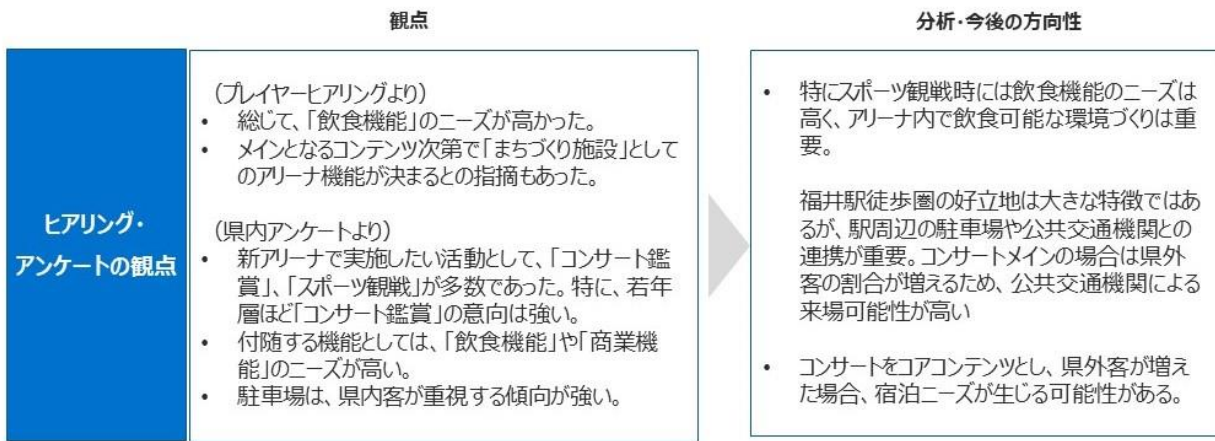 観点
分析・今後の方向性
ヒアリング・
アンケートの観点
（プレイヤーヒアリングより）
• 総じて、「飲食機能」のニーズが高かった。
• メインとなるコンテンツ次第で「まちづくり施設」として
のアリーナ機能が決まるとの指摘もあった。
（県内アンケートより）
• 新アリーナで実施したい活動として、「コンサート鑑
賞」、「スポーツ観戦」が多数であった。特に、若年
層ほど「コンサート鑑賞」の意向は強い。
• 付随する機能としては、「飲食機能」や「商業機
能」のニーズが高い。
• 駐車場は、県内客が重視する傾向が強い。
• 特にスポーツ観戦時には飲食機能のニーズは
高く、アリーナ内で飲食可能な環境づくりは重
要。
福井駅徒歩圏の好立地は大きな特徴ではあ
るが、駅周辺の駐車場や公共交通機関との
連携が重要。コンサートメインの場合は県外
客の割合が増えるため、公共交通機関による
来場可能性が高い
• コンサートをコアコンテンツとし、県外客が増え
た場合、宿泊ニーズが生じる可能性がある。